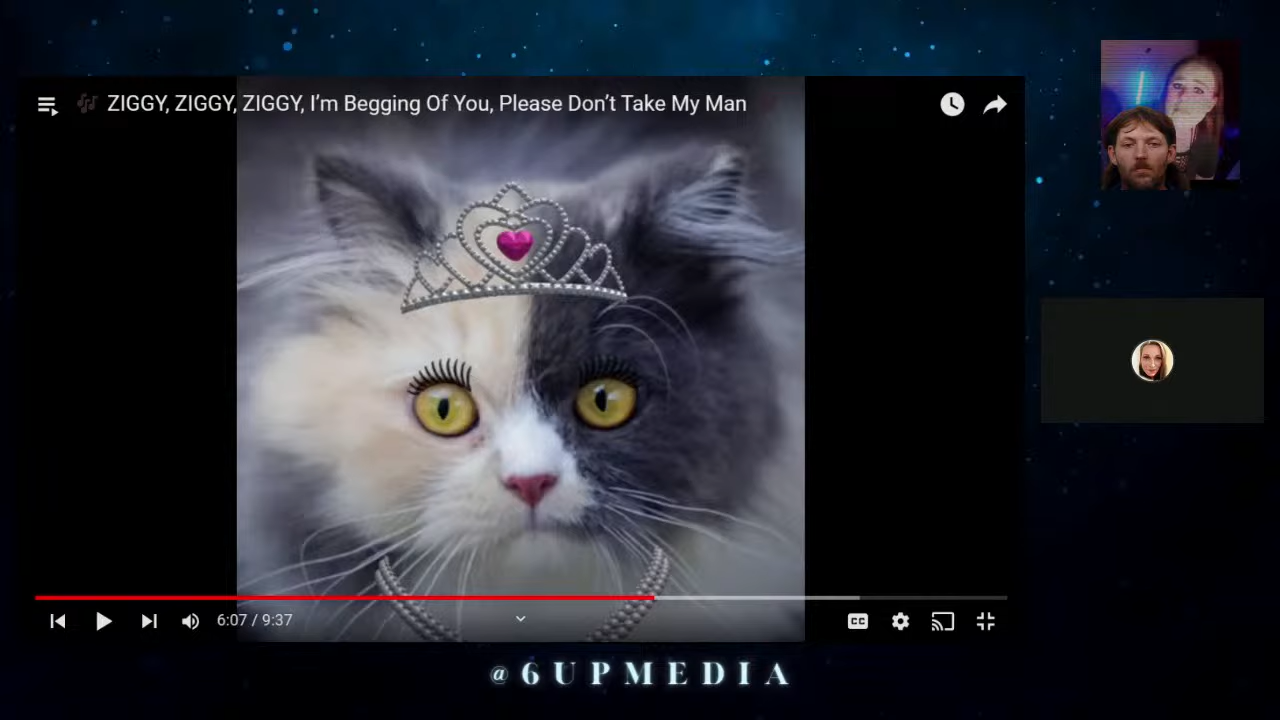 ZIGGY, ZIGGY, ZIGGY, I’m Begging Of You, Please Don’t Take My Man
6:07 / 9:37
CC
@6UPMEDIA